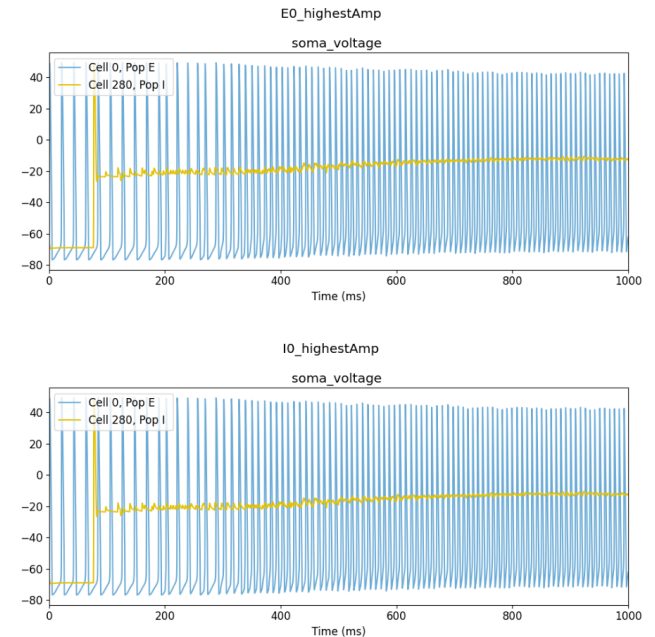 E0_highestAmp
soma_voltage
Cell 0, Pop E
Cell 280, Pop I
40
20
0
−20
−40
−60
−80
0 200 400 600 800 1000
Time (ms)
I0_highestAmp
soma_voltage
Cell 0, Pop E
Cell 280, Pop I
40
20
0
−20
−40
−60
−80
0 200 400 600 800 1000
Time (ms)